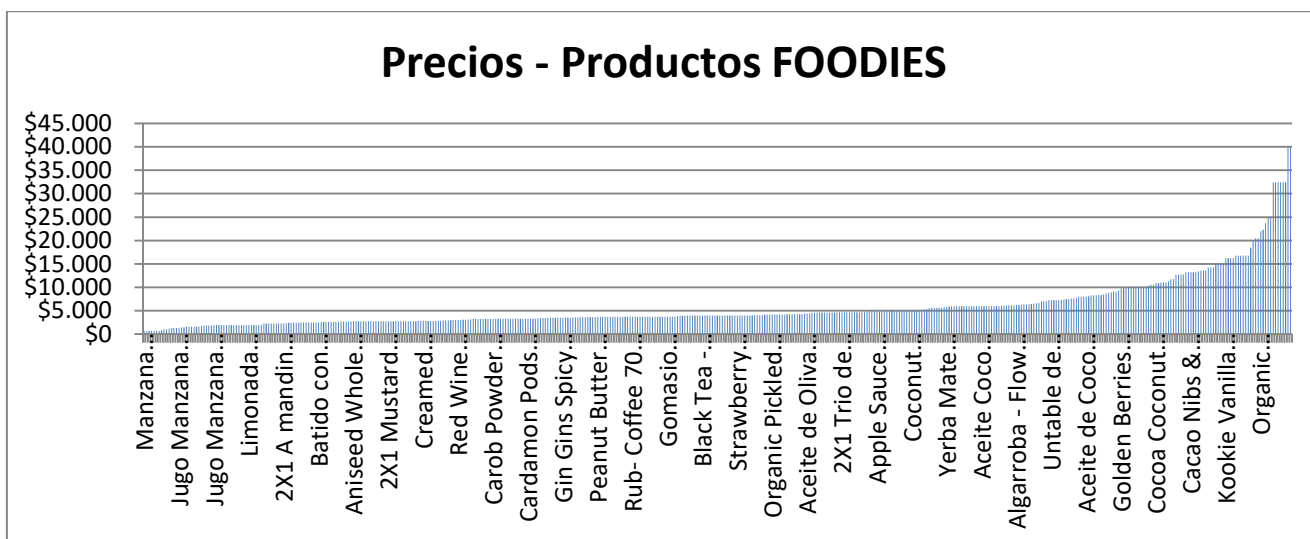 Precios - Productos FOODIES
$45.000
$40.000
$35.000
$30.000
$25.000
$20.000
$15.000
$10.000
$5.000
$0
Manzana…
Jugo Manzana…
Jugo Manzana…
Limonada…
2X1 A mandin…
Batido con…
Aniseed Whole…
2X1 Mustard…
Creamed…
Red Wine…
Carob Powder…
Cardamon Pods…
Gin Gins Spicy…
Peanut Butter…
Rub- Coffee 70…
Gomasio…
Black Tea -…
Strawberry…
Organic Pickled…
Aceite de Oliva…
2X1 Trio de…
Apple Sauce…
Coconut…
Yerba Mate…
Aceite Coco…
Algarroba - Flow…
Untable de…
Aceite de Coco…
Golden Berries…
Cocoa Coconut…
Cacao Nibs &…
Kookie Vanilla…
Organic…